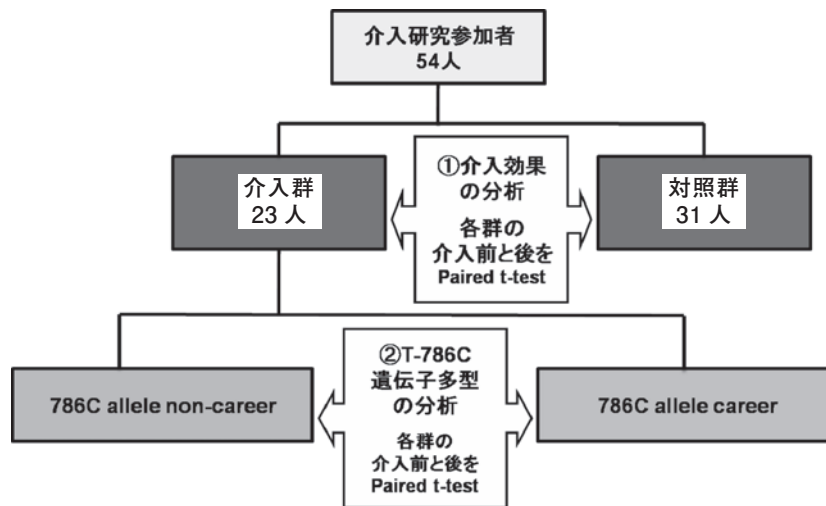 介入研究参加者
54人
介入群
23 人
①介入効果
の分析
各群の
介入前と後を
Paired t-test
対照群
31 人
786C allele non-career
②T-786C
遺伝子多型
の分析
各群の
介入前と後を
Paired t-test
786C allele career